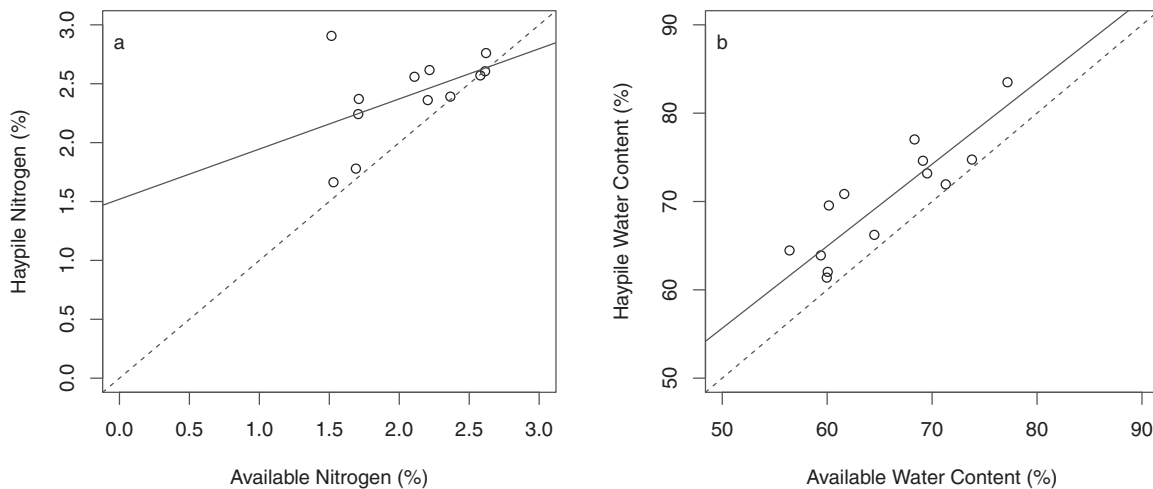 a
Haypile Nitrogen (%)
3.0
2.5
2.0
1.5
1.0
0.5
0.0
0.0 0.5 1.0 1.5 2.0 2.5 3.0
Available Nitrogen (%)
b
Haypile Water Content (%)
90
80
70
60
50
50 60 70 80 90
Available Water Content (%)